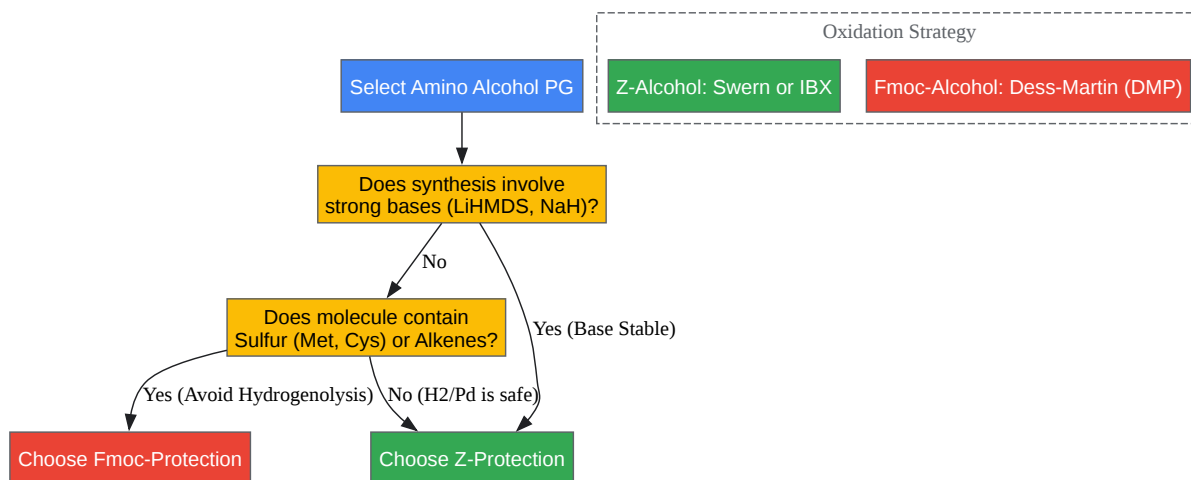 Oxidation Strategy
Select Amino Alcohol PG
Z-Alcohol: Swern or IBX
Fmoc-Alcohol: Dess-Martin (DMP)
Does synthesis involve
strong bases (LiHMDS, NaH)?
No
Does molecule contain
Sulfur (Met, Cys) or Alkenes?
Yes (Base Stable)
Yes (Avoid Hydrogenolysis)
No (H2/Pd is safe)
Choose Fmoc-Protection
Choose Z-Protection